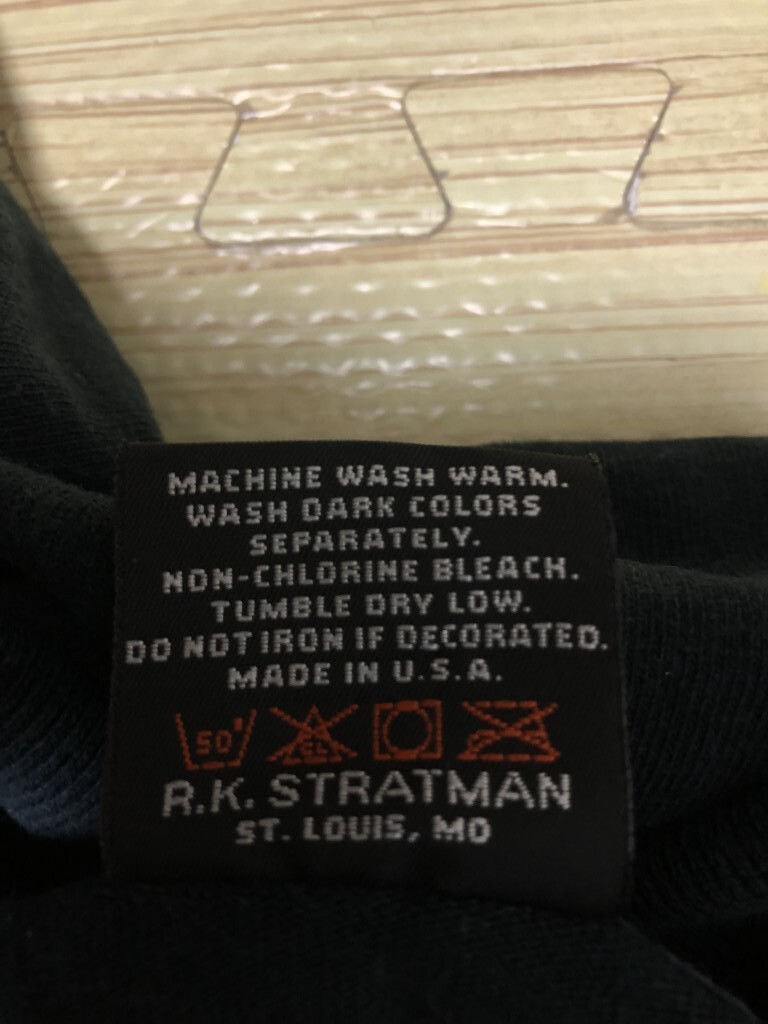 MACHINE WASH WARM.
WASH DARK COLORS
SEPARATELY.
NON-CHLORINE BLEACH.
TUMBLE DRY LOW.
DO NOT IRON IF DECORATED.
MADE IN U.S.A.
50° CL
R.K. STRATMAN
ST. LOUIS, MO